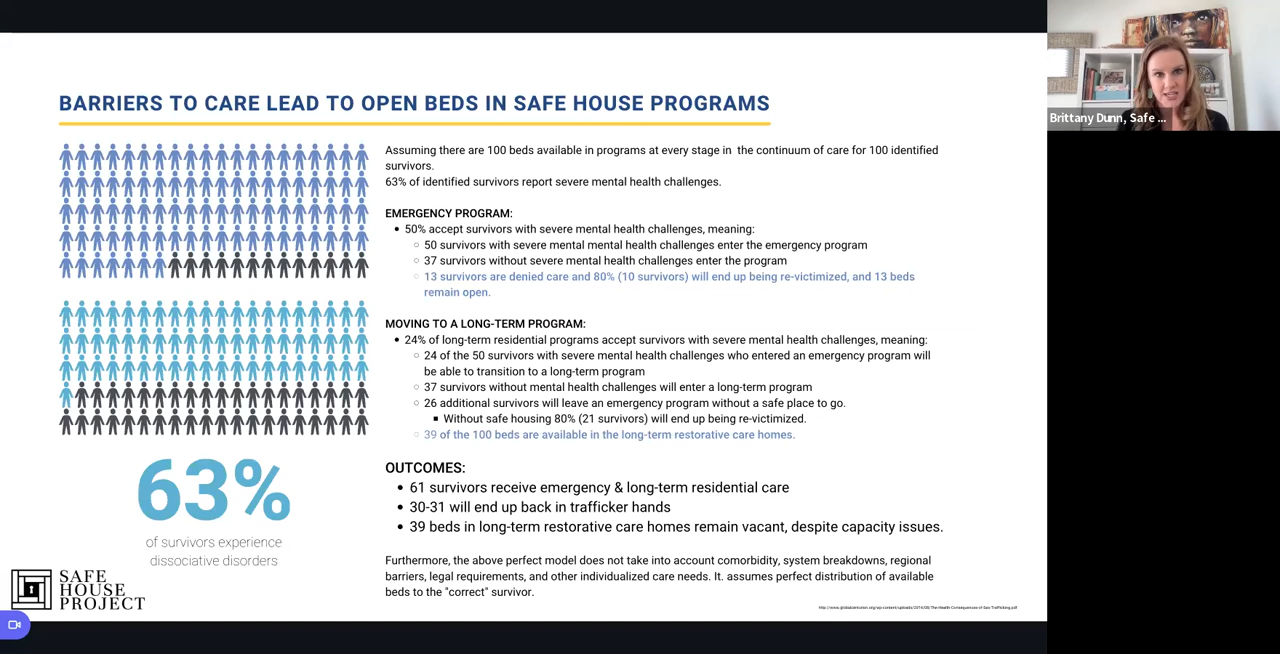 BARRIERS TO CARE LEAD TO OPEN BEDS IN SAFE HOUSE PROGRAMS
Assuming there are 100 beds available in programs at every stage in the continuum of care for 100 identified
survivors.
63% of identified survivors report severe mental health challenges.
EMERGENCY PROGRAM:
• 50% accept survivors with severe mental health challenges, meaning:
○ 50 survivors with severe mental mental health challenges enter the emergency program
○ 37 survivors without severe mental health challenges enter the program
○ 13 survivors are denied care and 80% (10 survivors) will end up being re-victimized, and 13 beds
remain open.
MOVING TO A LONG-TERM PROGRAM:
• 24% of long-term residential programs accept survivors with severe mental health challenges, meaning:
○ 24 of the 50 survivors with severe mental health challenges who entered an emergency program will
be able to transition to a long-term program
○ 37 survivors without mental health challenges will enter a long-term program
○ 26 additional survivors will leave an emergency program without a safe place to go.
▪ Without safe housing 80% (21 survivors) will end up being re-victimized.
○ 39 of the 100 beds are available in the long-term restorative care homes.
OUTCOMES:
• 61 survivors receive emergency & long-term residential care
• 30-31 will end up back in trafficker hands
• 39 beds in long-term restorative care homes remain vacant, despite capacity issues.
Furthermore, the above perfect model does not take into account comorbidity, system breakdowns, regional
barriers, legal requirements, and other individualized care needs. It. assumes perfect distribution of available
beds to the "correct" survivor.
63%
of survivors experience
dissociative disorders
SAFE
HOUSE
PROJECT
Brittany Dunn, Safe ...